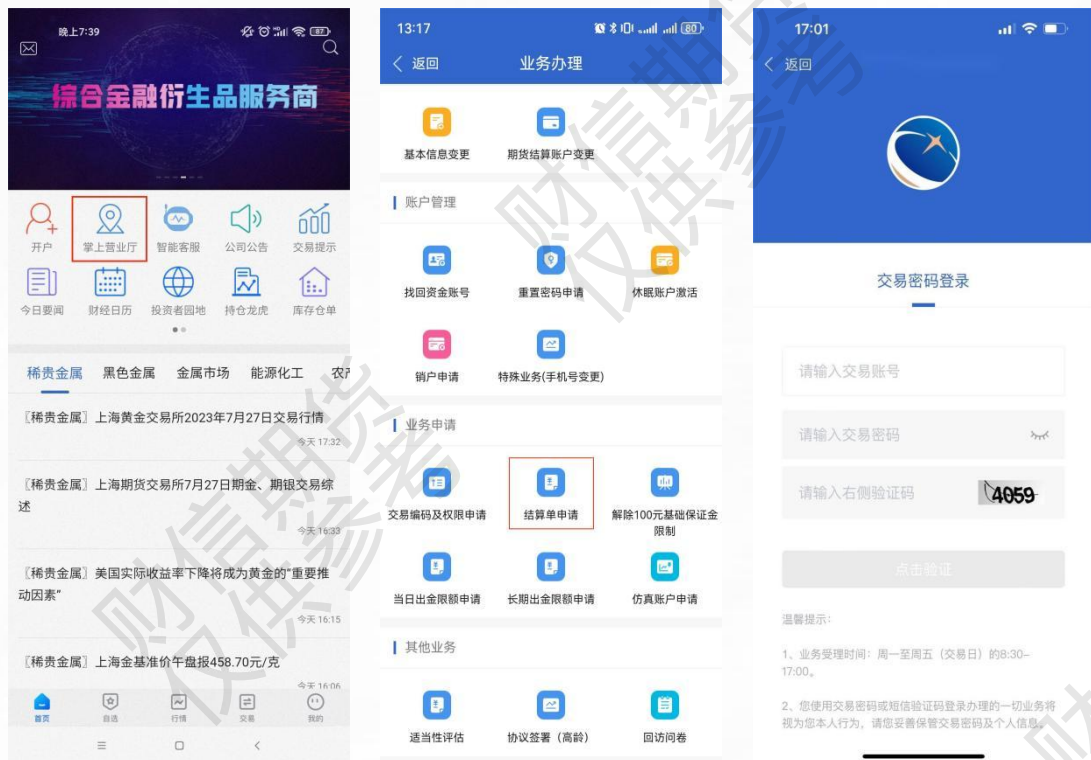 晚上7:39
87
综合金融衍生品服务商
开户
掌上营业厅
智能客服
公司公告
交易提示
今日要闻
财经日历
投资者园地
持仓龙虎
库存仓单
稀贵金属 黑色金属 金属市场 能源化工 农产
〖稀贵金属〗上海黄金交易所2023年7月27日交易行情
今天 17:32
〖稀贵金属〗上海期货交易所7月27日期金、期银交易综
述
今天 16:33
〖稀贵金属〗美国实际收益率下降将成为黄金的“重要推
动因素”
今天 16:15
〖稀贵金属〗上海金基准价午盘报458.70元/克
今天 16:06
首页 自选 行情 交易 我的
13:17
80
返回 业务办理
基本信息变更 期货结算账户变更
账户管理
找回资金账号 重置密码申请 休眠账户激活
销户申请 特殊业务(手机号变更)
业务申请
交易编码及权限申请 结算单申请 解除100元基础保证金
限制
当日出金限额申请 长期出金限额申请 仿真账户申请
其他业务
适当性评估 协议签署（高龄） 回访问卷
17:01
返回
交易密码登录
请输入交易账号
请输入交易密码
请输入右侧验证码 4059
点击验证
温馨提示：
1、业务受理时间：周一至周五（交易日）的8:30-
17:00。
2、您使用交易密码或短信验证码登录办理的一切业务将
视为您本人行为，请您妥善保管交易密码及个人信息。
财信期货
仅供参考